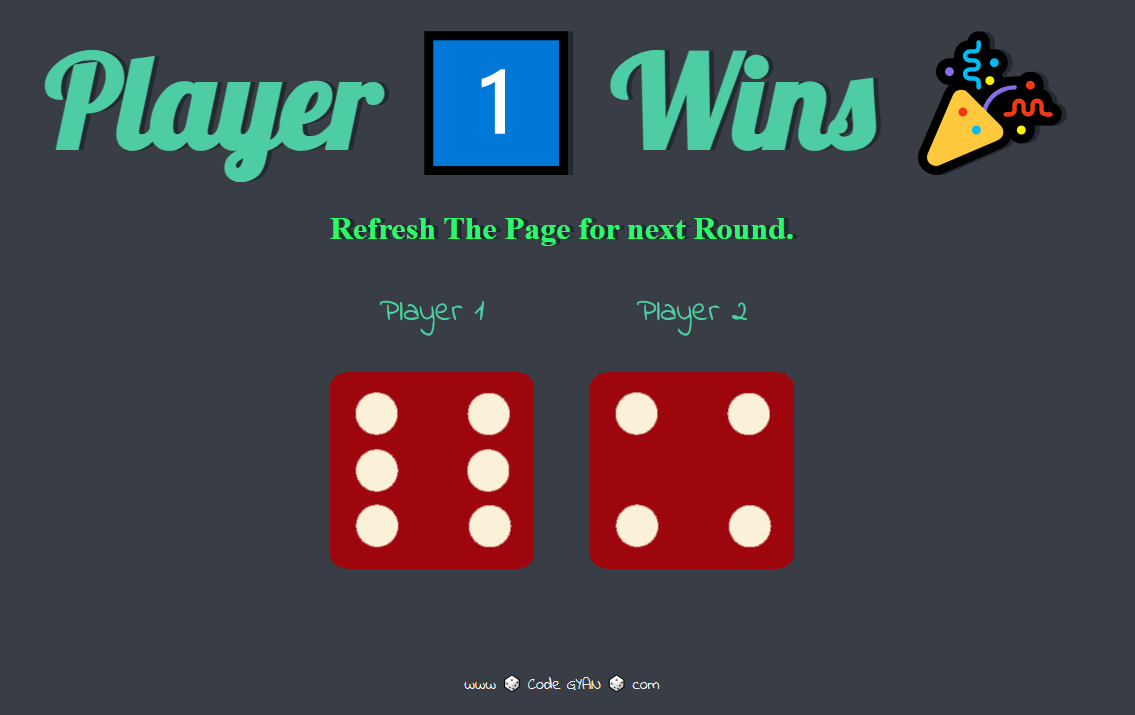 Player 1 Wins
Refresh The Page for next Round.
Player 1
Player 2
www 🎲 Code GYAN 🎲 com